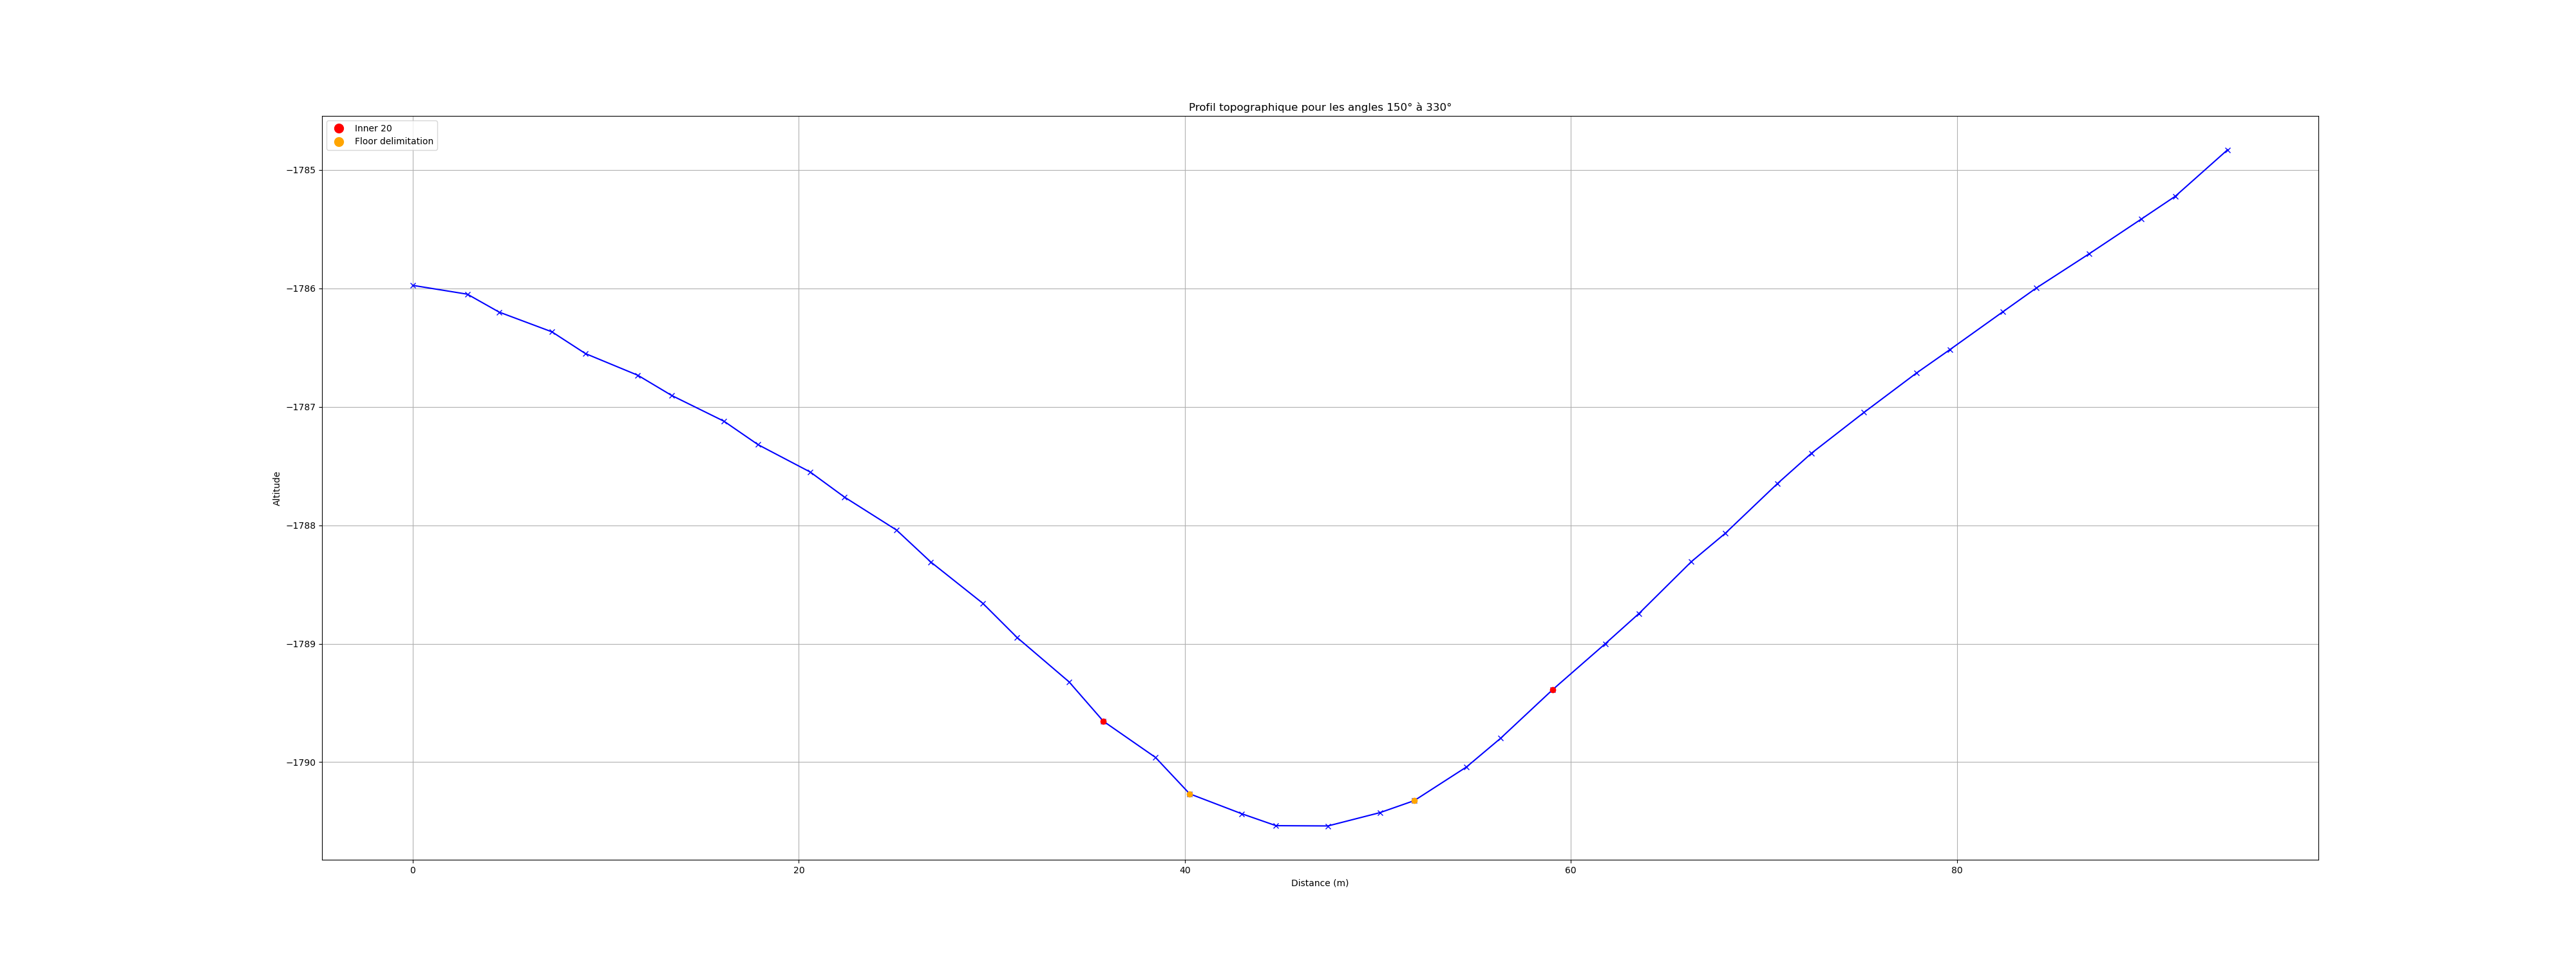 Profil topographique pour les angles 150° à 330°
Inner 20
Floor delimitation
−1785
−1786
−1787
−1788
−1789
−1790
Altitude
0 20 40 60 80
Distance (m)